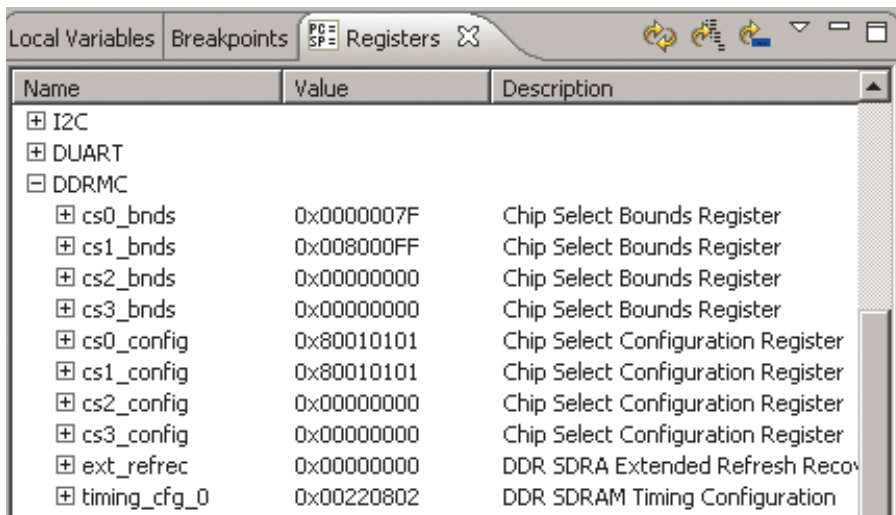 Local Variables Breakpoints PC= SP= Registers
Name Value Description
I2C
DUART
DDRMC
cs0_bnds 0x0000007F Chip Select Bounds Register
cs1_bnds 0x008000FF Chip Select Bounds Register
cs2_bnds 0x00000000 Chip Select Bounds Register
cs3_bnds 0x00000000 Chip Select Bounds Register
cs0_config 0x80010101 Chip Select Configuration Register
cs1_config 0x80010101 Chip Select Configuration Register
cs2_config 0x00000000 Chip Select Configuration Register
cs3_config 0x00000000 Chip Select Configuration Register
ext_refrec 0x00000000 DDR SDRA Extended Refresh Reco
timing_cfg_0 0x00220802 DDR SDRAM Timing Configuration